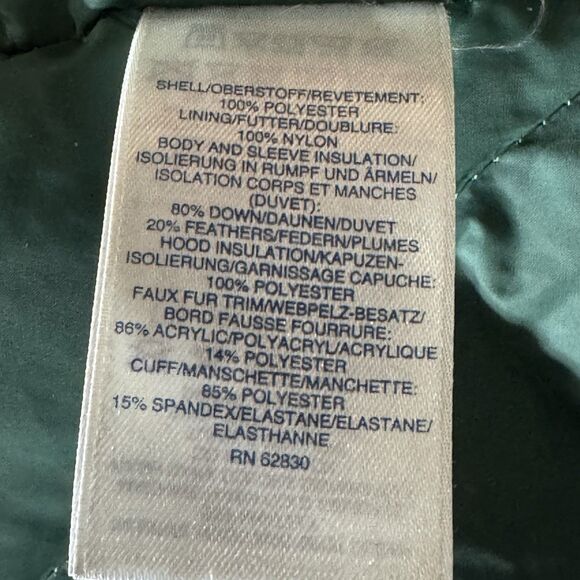 SHELL/OBERSTOFF/REVETEMENT:
100% POLYESTER
LINING/FUTTER/DOUBLURE:
100% NYLON
BODY AND SLEEVE INSULATION/
ISOLIERUNG IN RUMPF UND ÄRMELN/
ISOLATION CORPS ET MANCHES
(DUVET):
80% DOWN/DAUNEN/DUVET
20% FEATHERS/FEDERN/PLUMES
HOOD INSULATION/KAPUZEN-
ISOLIERUNG/GARNISSAGE CAPUCHE:
100% POLYESTER
FAUX FUR TRIM/WEBPELZ-BESATZ/
BORD FAUSSE FOURRURE:
86% ACRYLIC/POLYACRYL/ACRYLIQUE
14% POLYESTER
CUFF/MANSCHETTE/MANCHETTE:
85% POLYESTER
15% SPANDEX/ELASTANE/ELASTANE/
ELASTHANNE
RN 62830